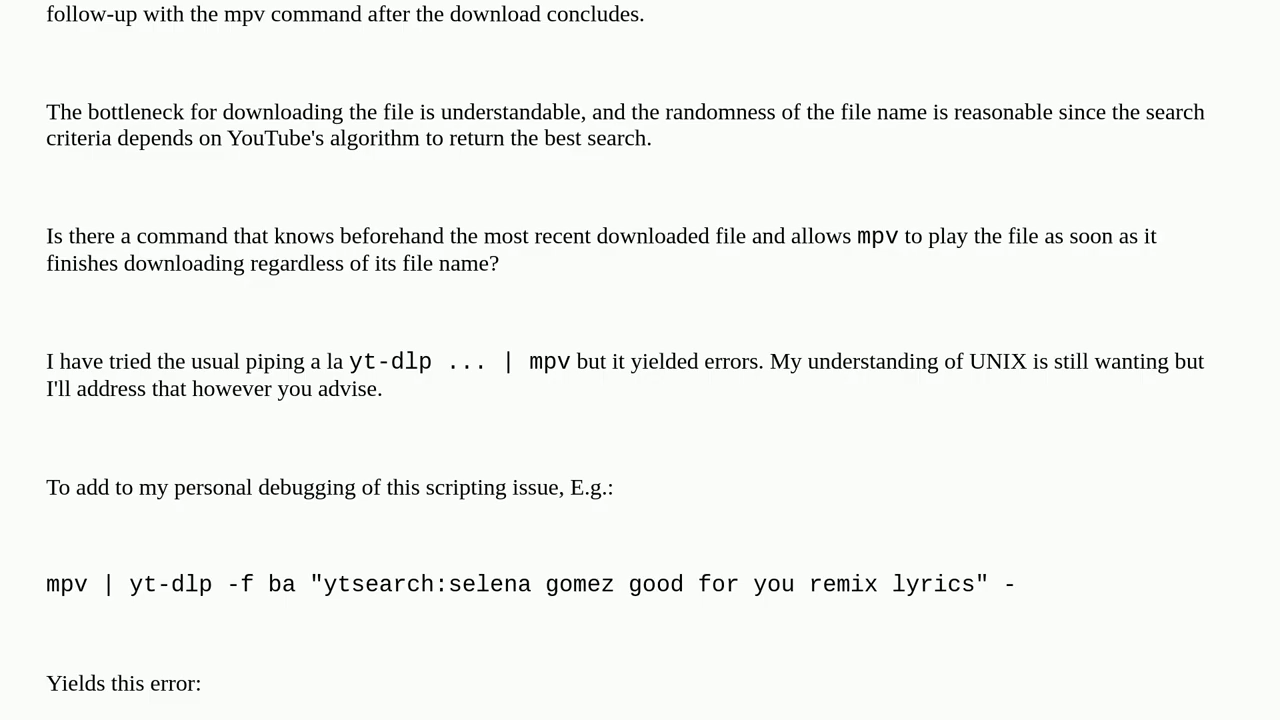 follow-up with the mpv command after the download concludes.
The bottleneck for downloading the file is understandable, and the randomness of the file name is reasonable since the search
criteria depends on YouTube's algorithm to return the best search.
Is there a command that knows beforehand the most recent downloaded file and allows mpv to play the file as soon as it
finishes downloading regardless of its file name?
I have tried the usual piping a la yt-dlp ... | mpv but it yielded errors. My understanding of UNIX is still wanting but
I'll address that however you advise.
To add to my personal debugging of this scripting issue, E.g.:
mpv | yt-dlp -f ba "ytsearch:selena gomez good for you remix lyrics" -
Yields this error: